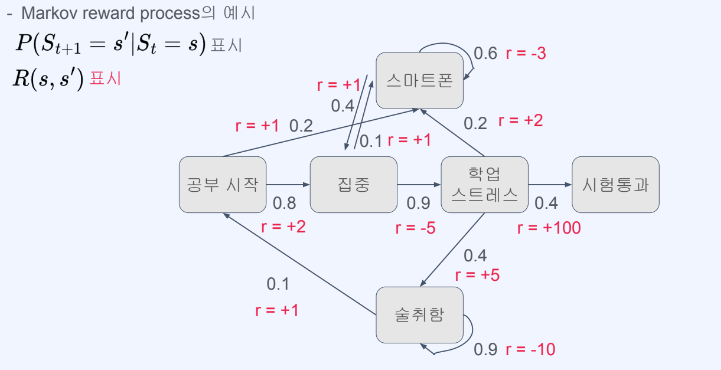 - Markov reward process의 예시
P(S_{t+1} = s'|S_t = s) 표시
R(s, s') 표시
스마트폰
0.6 r = -3
r = +1
0.4
r = +1 0.2
0.1 r = +1
0.2 r = +2
공부 시작
집중
학업
스트레스
시험통과
0.8
r = +2
0.9
r = -5
0.4
r = +100
0.4
r = +5
0.1
r = +1
술취함
0.9 r = -10